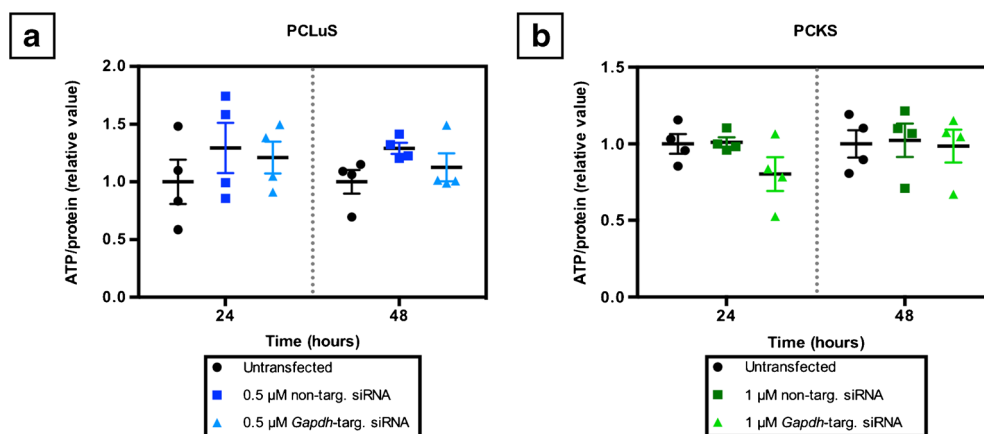 a
PCLuS
ATP/protein (relative value)
2.0
1.5
1.0
0.5
0.0
24
48
Time (hours)
Untransfected
0.5 µM non-targ. siRNA
0.5 µM Gapdh-targ. siRNA
b
PCKS
ATP/protein (relative value)
1.5
1.0
0.5
0.0
24
48
Time (hours)
Untransfected
1 µM non-targ. siRNA
1 µM Gapdh-targ. siRNA